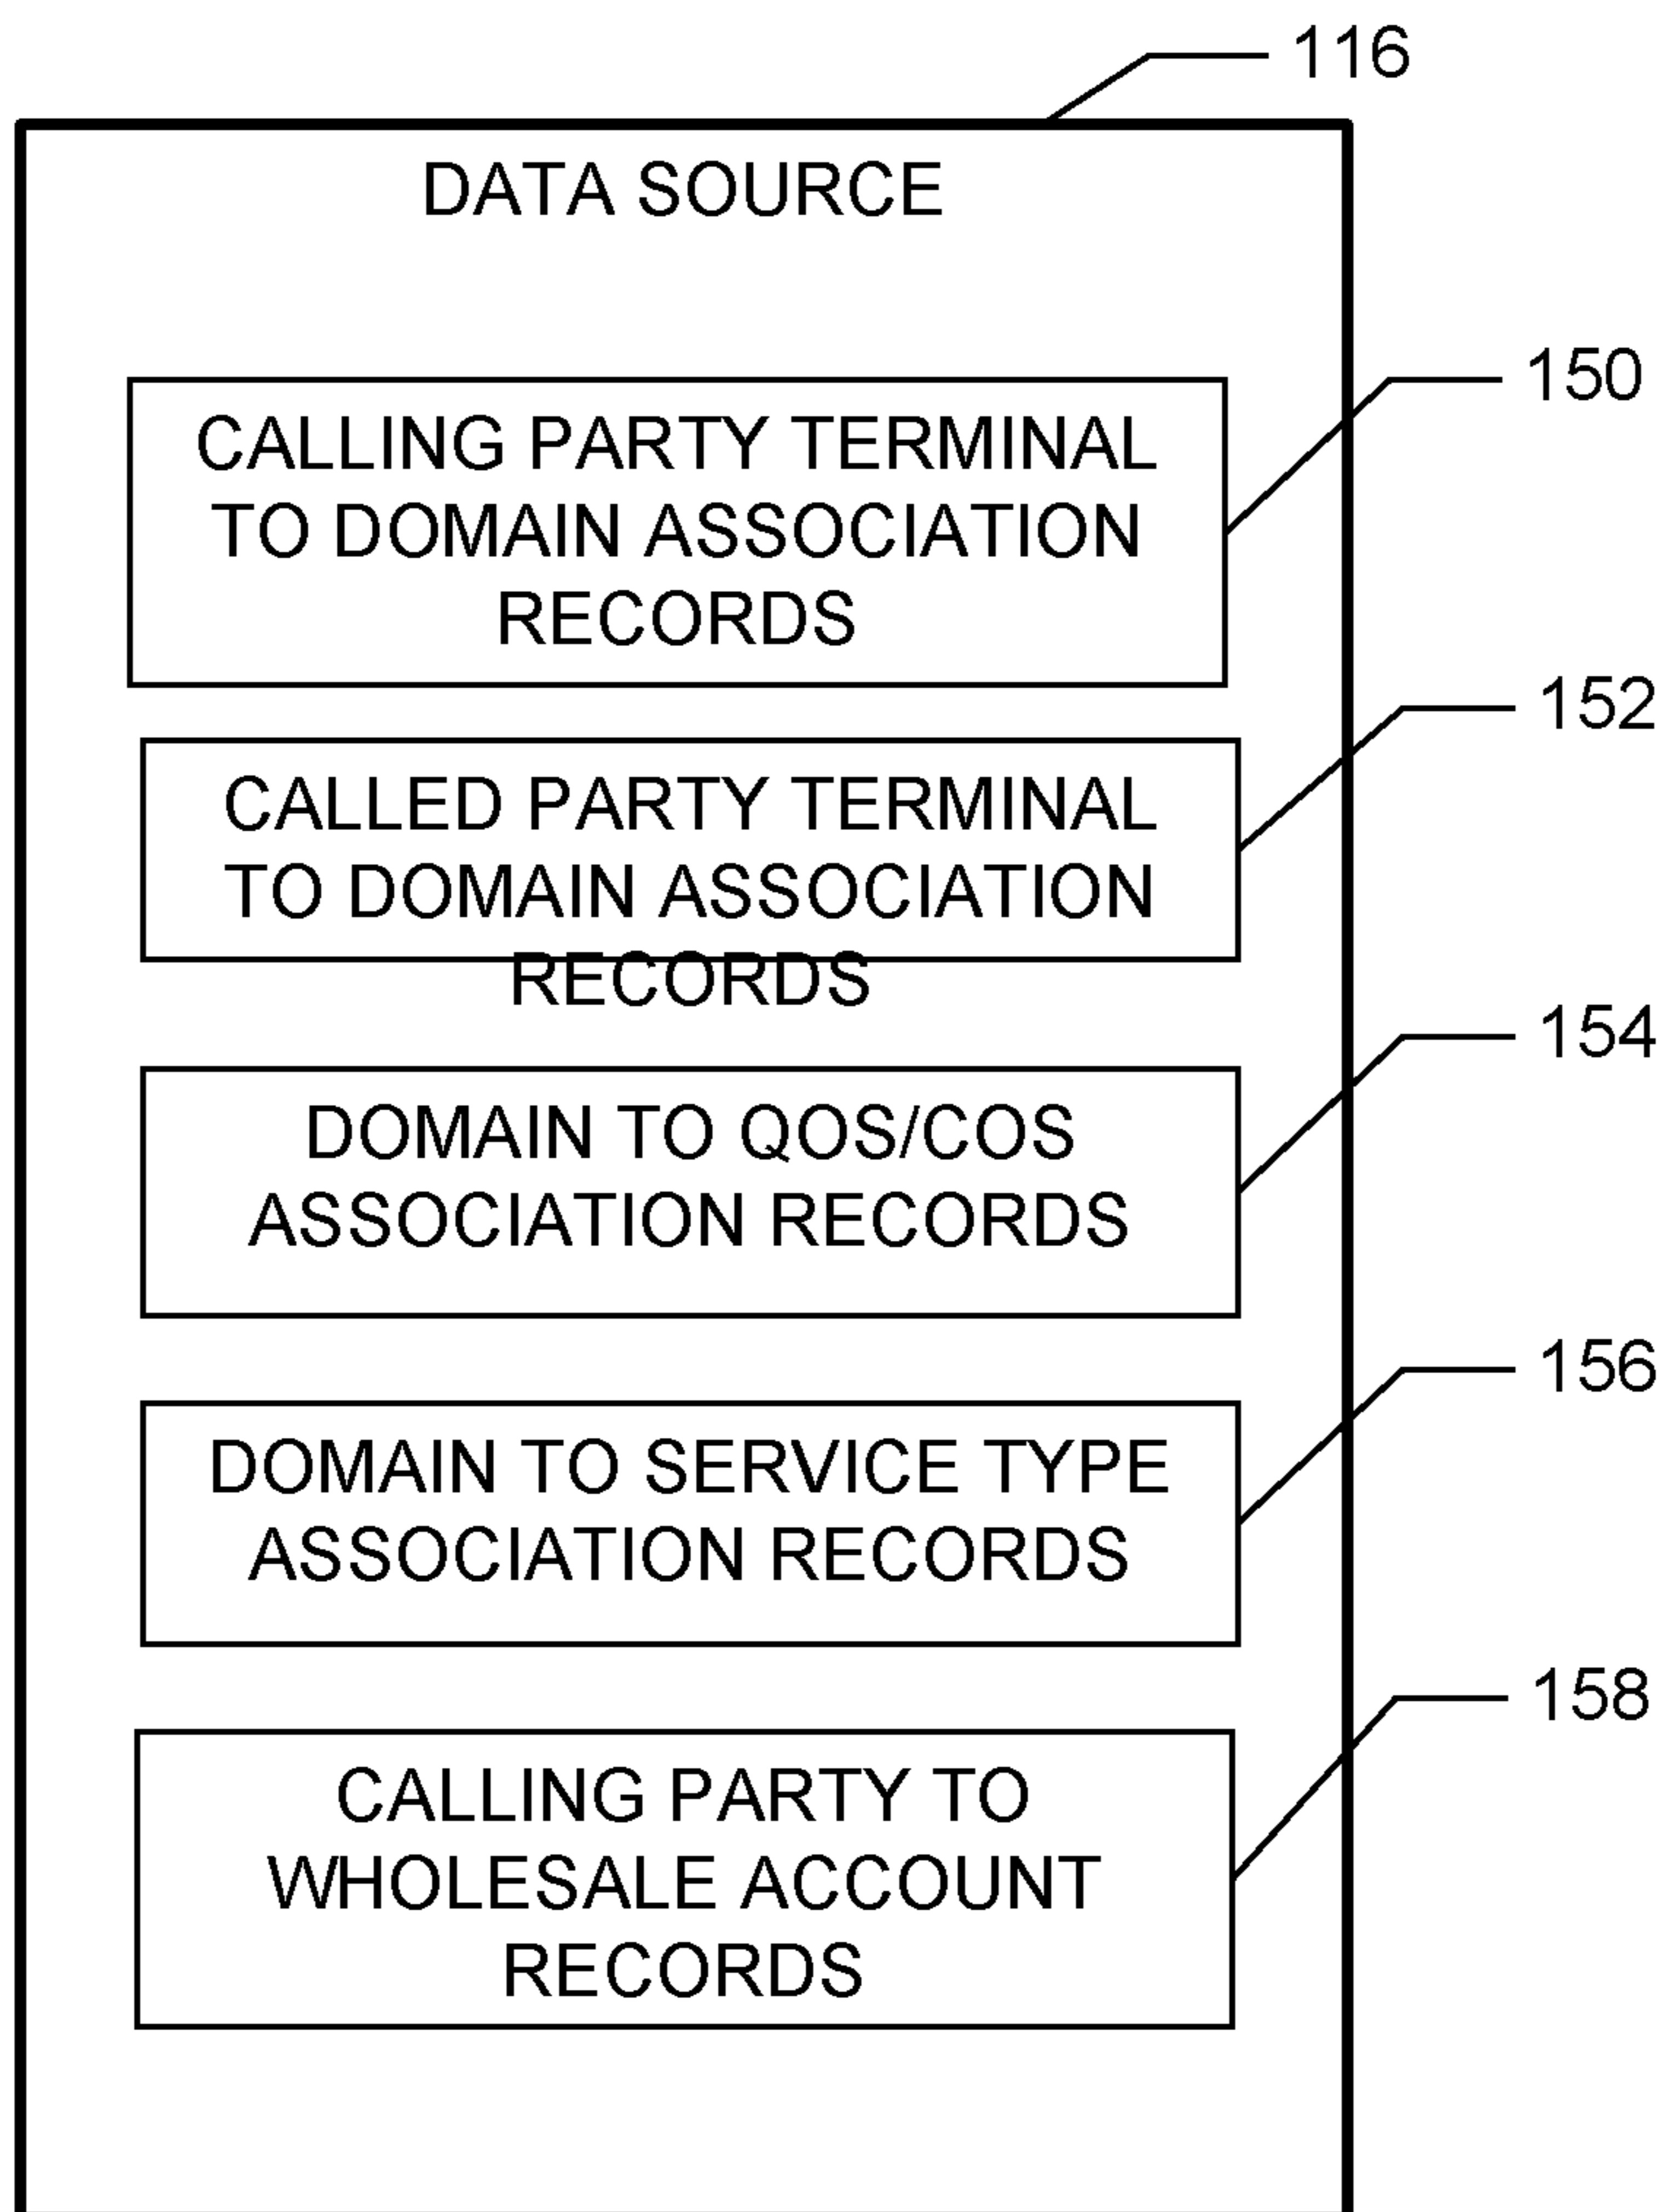 116
DATA SOURCE
150
CALLING PARTY TERMINAL
TO DOMAIN ASSOCIATION
RECORDS
152
CALLED PARTY TERMINAL
TO DOMAIN ASSOCIATION
RECORDS
154
DOMAIN TO QOS/COS
ASSOCIATION RECORDS
156
DOMAIN TO SERVICE TYPE
ASSOCIATION RECORDS
158
CALLING PARTY TO
WHOLESALE ACCOUNT
RECORDS